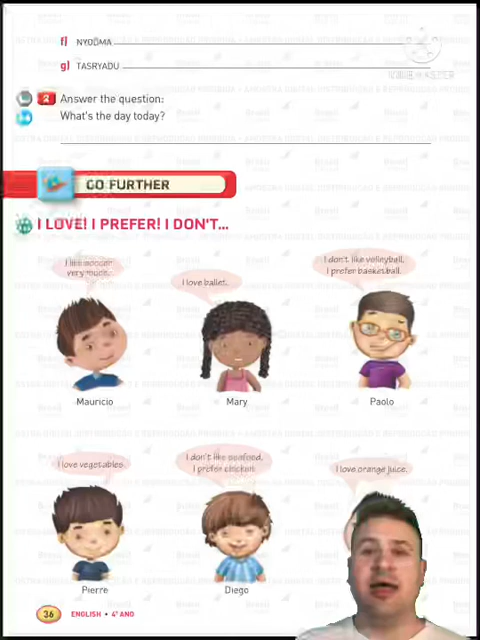 f) NYODMA
g) TASRYADU
2 Answer the question:
What's the day today?
GO FURTHER
I LOVE! I PREFER! I DON'T...
I like soccer
very much.
I love ballet.
I don't like volleyball,
I prefer basketball.
Mauricio
Mary
Paolo
I love vegetables.
I don't like seafood,
I prefer chicken.
I love orange juice.
Pierre
Diego
36 ENGLISH • 4º ANO